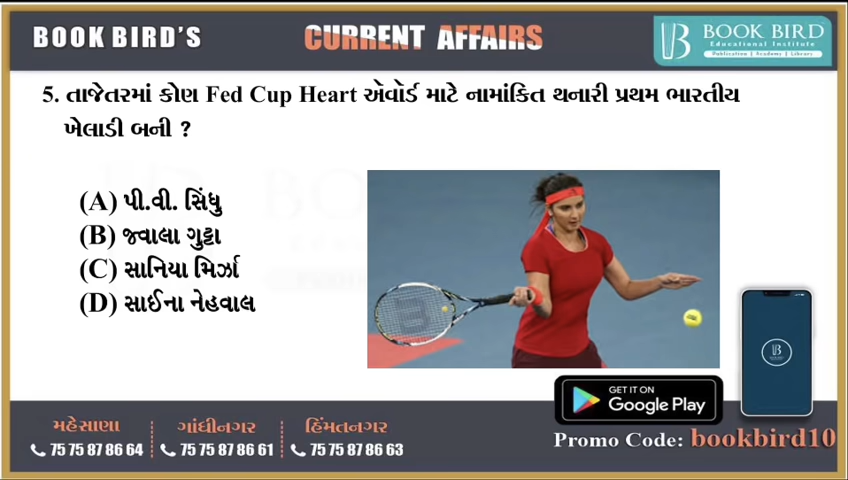 BOOK BIRD'S
CURRENT AFFAIRS
BOOK BIRD
Educational Institute
Publication | Academy | Library
5. તાજેતરમાં કોણ Fed Cup Heart એવોર્ડ માટે નામાંકિત થનારી પ્રથમ ભારતીય
ખેલાડી બની ?
(A) પી.વી. સિંધુ
(B) જ્વાલા ગુટ્ટા
(C) સાનિયા મિર્ઝા
(D) સાઈના નેહવાલ
GET IT ON
Google Play
Promo Code: bookbird10
મહેસાણા
75 75 87 86 64
ગાંધીનગર
75 75 87 86 61
હિંમતનગર
75 75 87 86 63